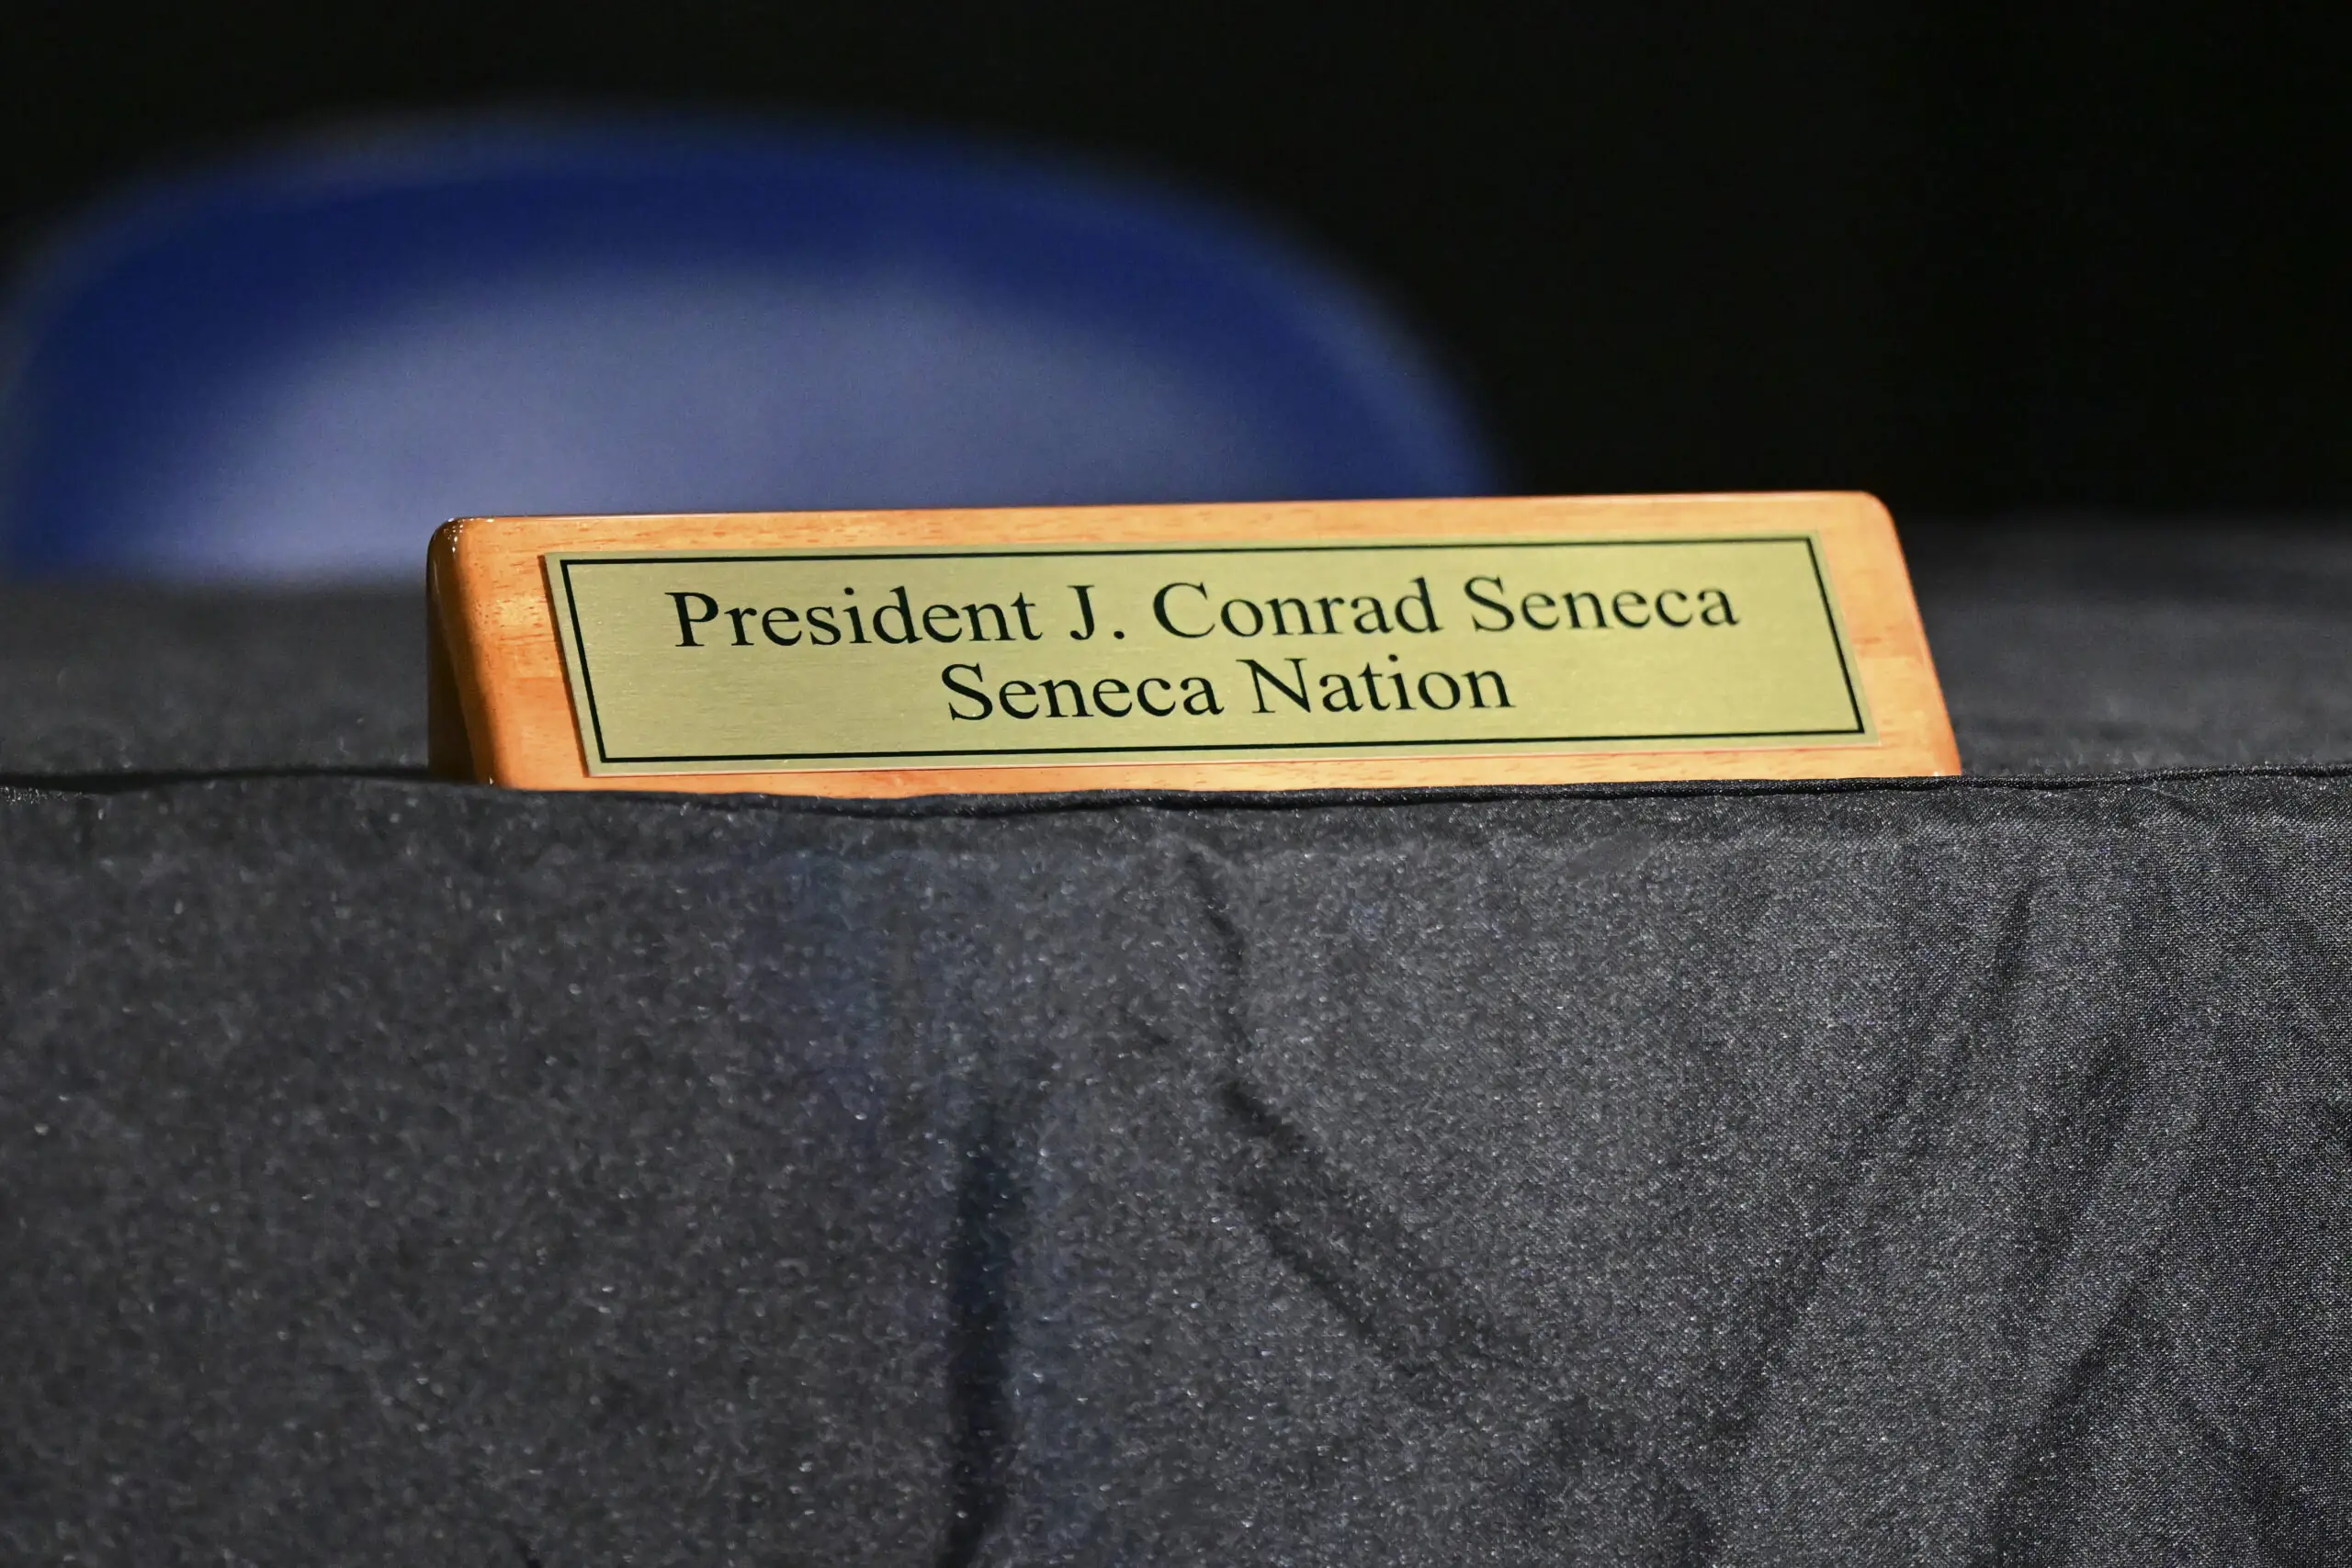 President J. Conrad Seneca
Seneca Nation